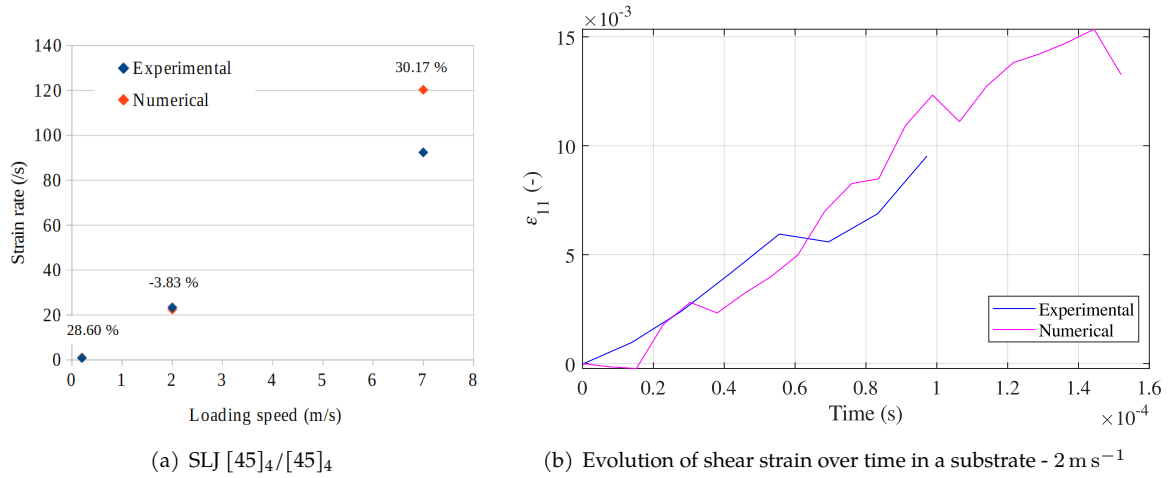 140
120
100
80
60
40
20
0
Strain rate (/s)
Experimental
Numerical
30.17 %
-3.83 %
28.60 %
0 1 2 3 4 5 6 7 8
Loading speed (m/s)
(a) SLJ [45]₄/[45]₄
×10⁻³
15
10
5
0
ε₁₁ (-)
Experimental
Numerical
0 0.2 0.4 0.6 0.8 1 1.2 1.4 1.6
Time (s)
×10⁻⁴
(b) Evolution of shear strain over time in a substrate - 2 m s⁻¹